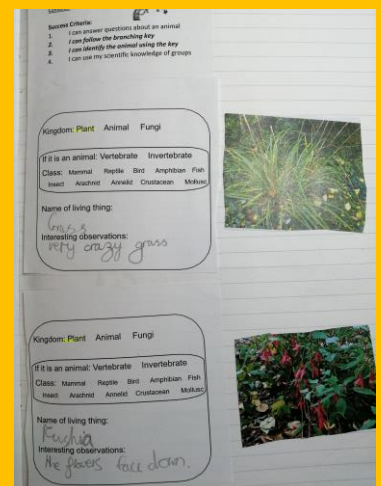 Success Criteria:
1. I can answer questions about an animal
2. I can follow the branching key
3. I can identify the animal using the key
4. I can use my scientific knowledge of groups
Kingdom: Plant Animal Fungi
If it is an animal: Vertebrate Invertebrate
Class: Mammal Reptile Bird Amphibian Fish
Insect Arachnid Annelid Crustacean Mollusc
Name of living thing:
Grass
Interesting observations:
very crazy grass
Kingdom: Plant Animal Fungi
If it is an animal: Vertebrate Invertebrate
Class: Mammal Reptile Bird Amphibian Fish
Insect Arachnid Annelid Crustacean Mollusc
Name of living thing:
Fuchia
Interesting observations:
the flowers face down.